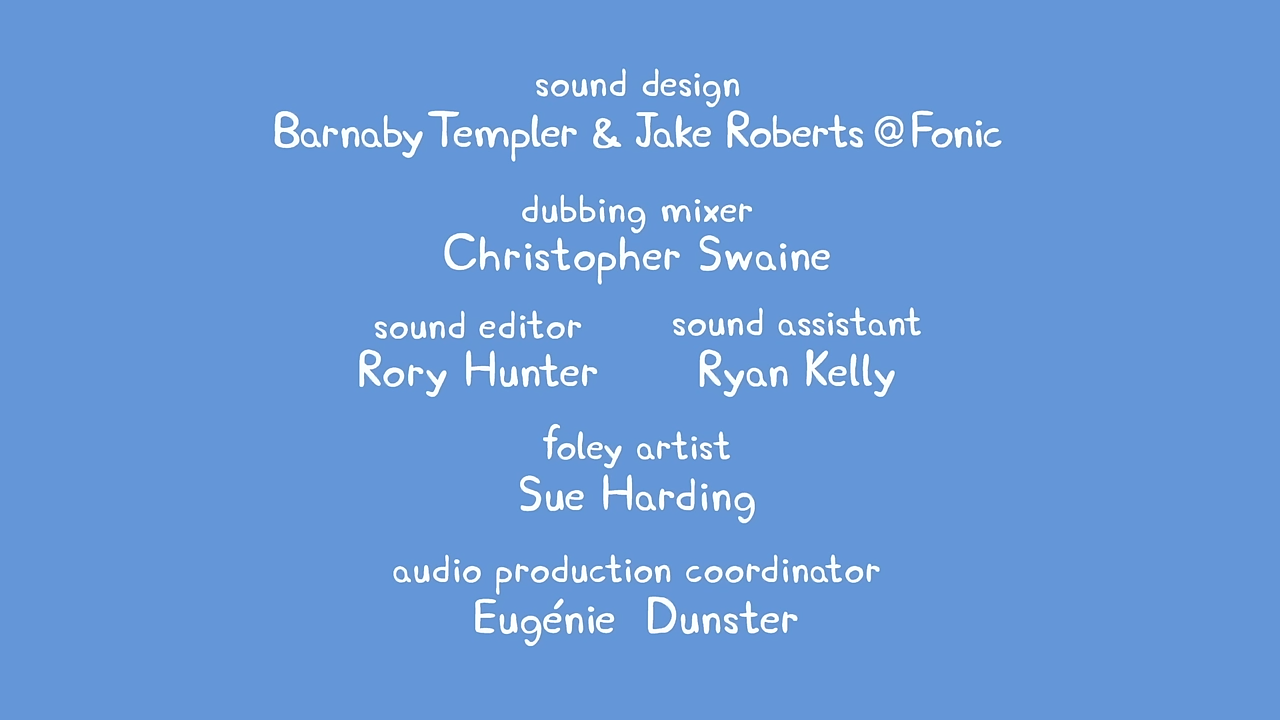 sound design
Barnaby Templer & Jake Roberts @ Fonic
dubbing mixer
Christopher Swaine
sound editor
Rory Hunter
sound assistant
Ryan Kelly
foley artist
Sue Harding
audio production coordinator
Eugénie Dunster